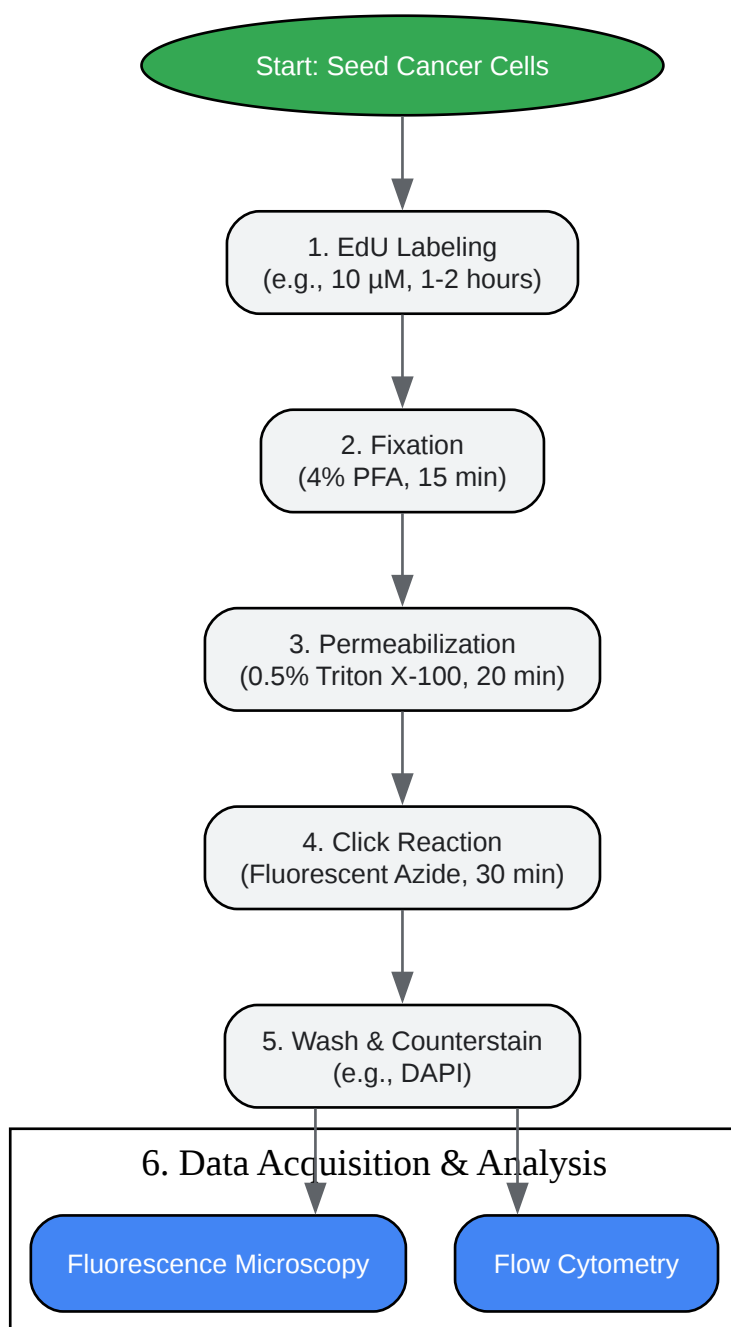 Start: Seed Cancer Cells
1. EdU Labeling
(e.g., 10 µM, 1-2 hours)
2. Fixation
(4% PFA, 15 min)
3. Permeabilization
(0.5% Triton X-100, 20 min)
4. Click Reaction
(Fluorescent Azide, 30 min)
5. Wash & Counterstain
(e.g., DAPI)
6. Data Acquisition & Analysis
Fluorescence Microscopy
Flow Cytometry